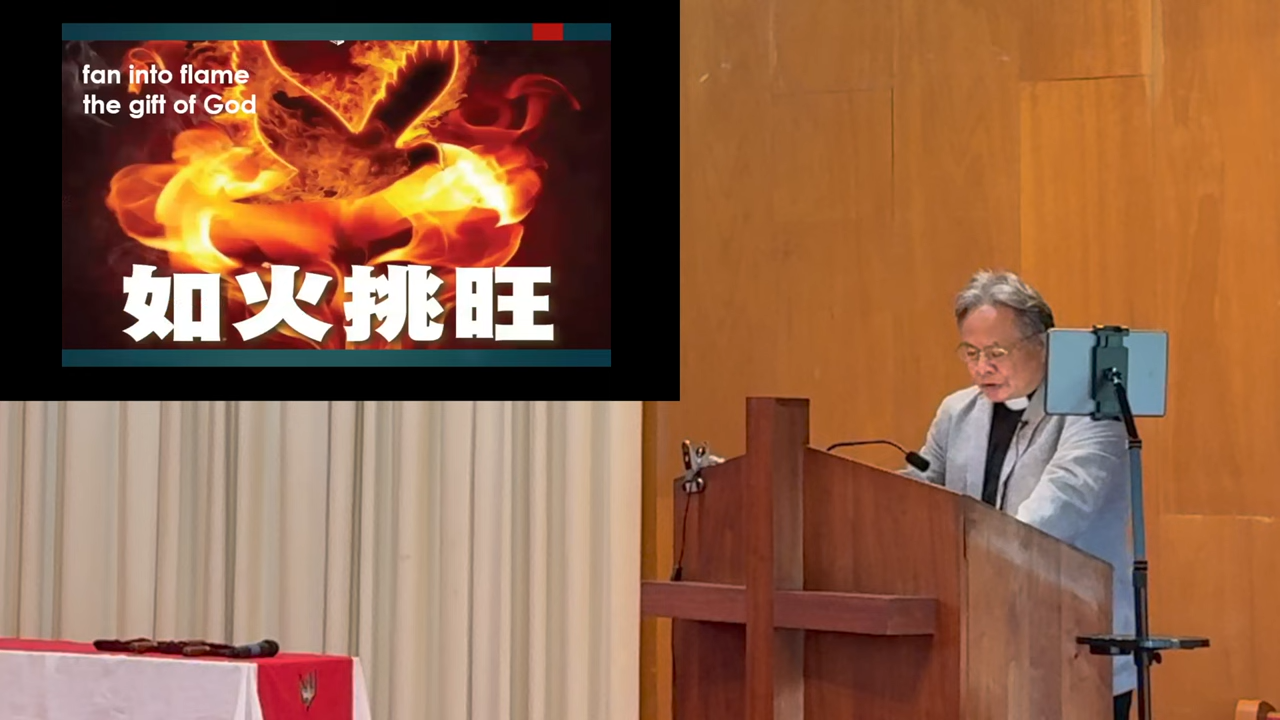 fan into flame
the gift of God
如火挑旺